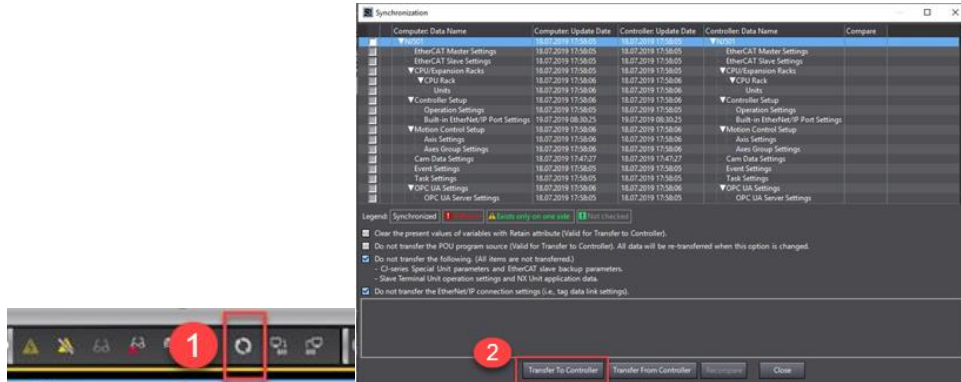 Synchronization
Computer: Data Name Computer: Update Date Controller: Update Date Controller: Data Name Compare
▼NJ501 18.07.2019 17:58:05 18.07.2019 17:58:05 ▼NJ501
EtherCAT Master Settings 18.07.2019 17:58:05 18.07.2019 17:58:05 EtherCAT Master Settings
EtherCAT Slave Settings 18.07.2019 17:58:05 18.07.2019 17:58:05 EtherCAT Slave Settings
▼CPU/Expansion Racks 18.07.2019 17:58:05 18.07.2019 17:58:05 ▼CPU/Expansion Racks
▼CPU Rack 18.07.2019 17:58:06 18.07.2019 17:58:06 ▼CPU Rack
Units 18.07.2019 17:58:06 18.07.2019 17:58:06 Units
▼Controller Setup 18.07.2019 17:58:05 18.07.2019 17:58:05 ▼Controller Setup
Operation Settings 18.07.2019 17:58:05 18.07.2019 17:58:05 Operation Settings
Built-in EtherNet/IP Port Settings 19.07.2019 08:30:25 19.07.2019 08:30:25 Built-in EtherNet/IP Port Settings
▼Motion Control Setup 18.07.2019 17:58:06 18.07.2019 17:58:06 ▼Motion Control Setup
Axis Settings 18.07.2019 17:58:06 18.07.2019 17:58:06 Axis Settings
Axes Group Settings 18.07.2019 17:58:06 18.07.2019 17:58:06 Axes Group Settings
Cam Data Settings 18.07.2019 17:47:27 18.07.2019 17:47:27 Cam Data Settings
Event Settings 18.07.2019 17:58:05 18.07.2019 17:58:05 Event Settings
Task Settings 18.07.2019 17:58:05 18.07.2019 17:58:05 Task Settings
▼OPC UA Settings 18.07.2019 17:58:06 18.07.2019 17:58:06 ▼OPC UA Settings
OPC UA Server Settings 18.07.2019 17:58:05 18.07.2019 17:58:05 OPC UA Server Settings
Legend: Synchronized Exists only on one side Not checked
Clear the present values of variables with Retain attribute (Valid for Transfer to Controller).
Do not transfer the POU program source (Valid for Transfer to Controller). All data will be re-transferred when this option is changed.
Do not transfer the following. (All items are not transferred.)
- CJ-series Special Unit parameters and EtherCAT slave backup parameters.
- Slave Terminal Unit operation settings and NX Unit application data.
Do not transfer the EtherNet/IP connection settings (i.e., tag data link settings).
1
2
Transfer To Controller Transfer From Controller Recompare Close